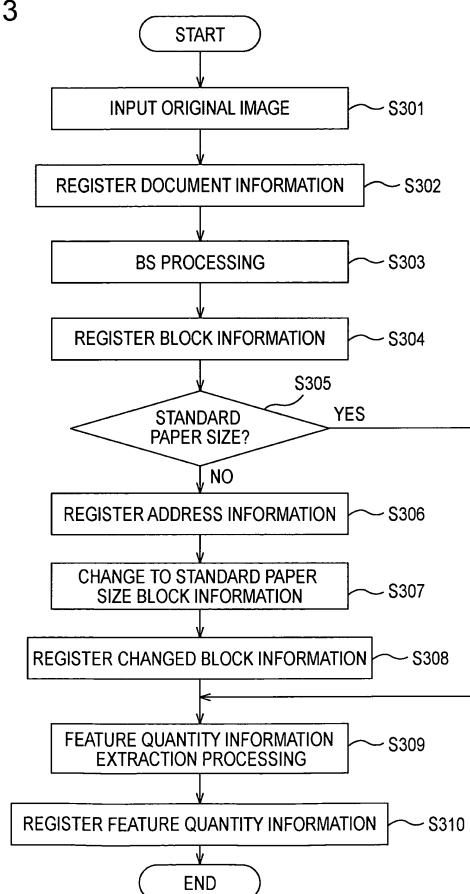 3
START
INPUT ORIGINAL IMAGE
S301
REGISTER DOCUMENT INFORMATION
S302
BS PROCESSING
S303
REGISTER BLOCK INFORMATION
S304
S305
STANDARD
PAPER SIZE?
YES
NO
REGISTER ADDRESS INFORMATION
S306
CHANGE TO STANDARD PAPER
SIZE BLOCK INFORMATION
S307
REGISTER CHANGED BLOCK INFORMATION
S308
FEATURE QUANTITY INFORMATION
EXTRACTION PROCESSING
S309
REGISTER FEATURE QUANTITY INFORMATION
S310
END